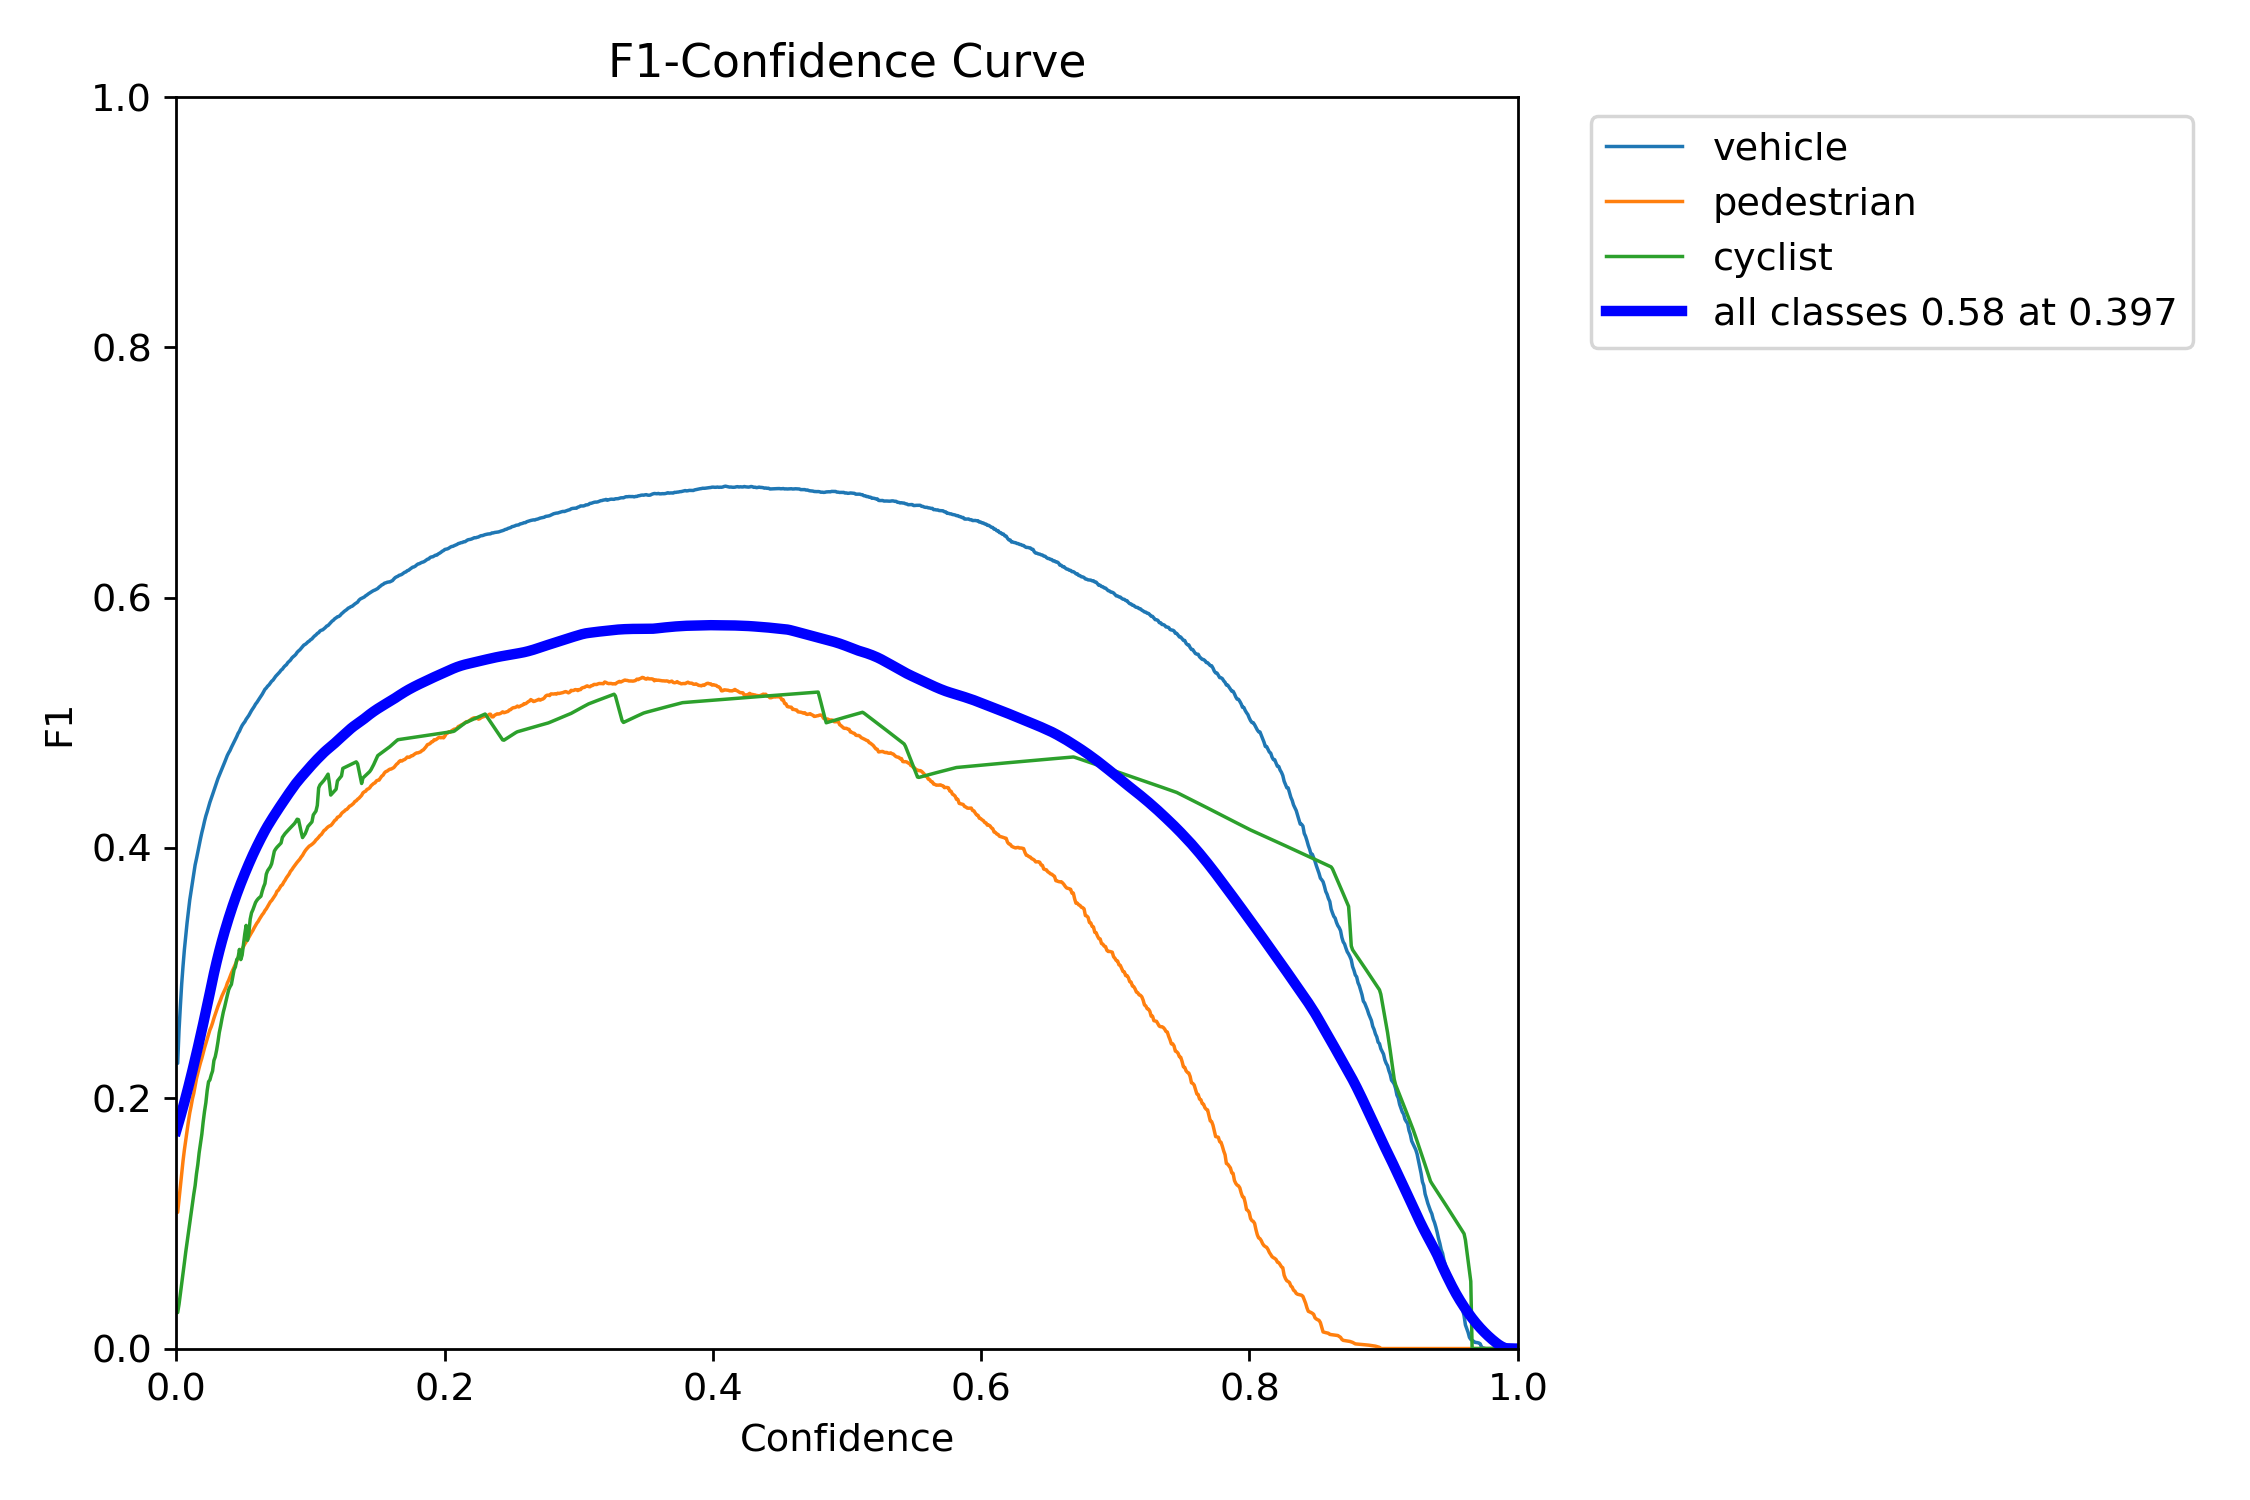 F1-Confidence Curve
1.0
0.8
0.6
0.4
0.2
0.0
F1
0.0 0.2 0.4 0.6 0.8 1.0
Confidence
vehicle
pedestrian
cyclist
all classes 0.58 at 0.397